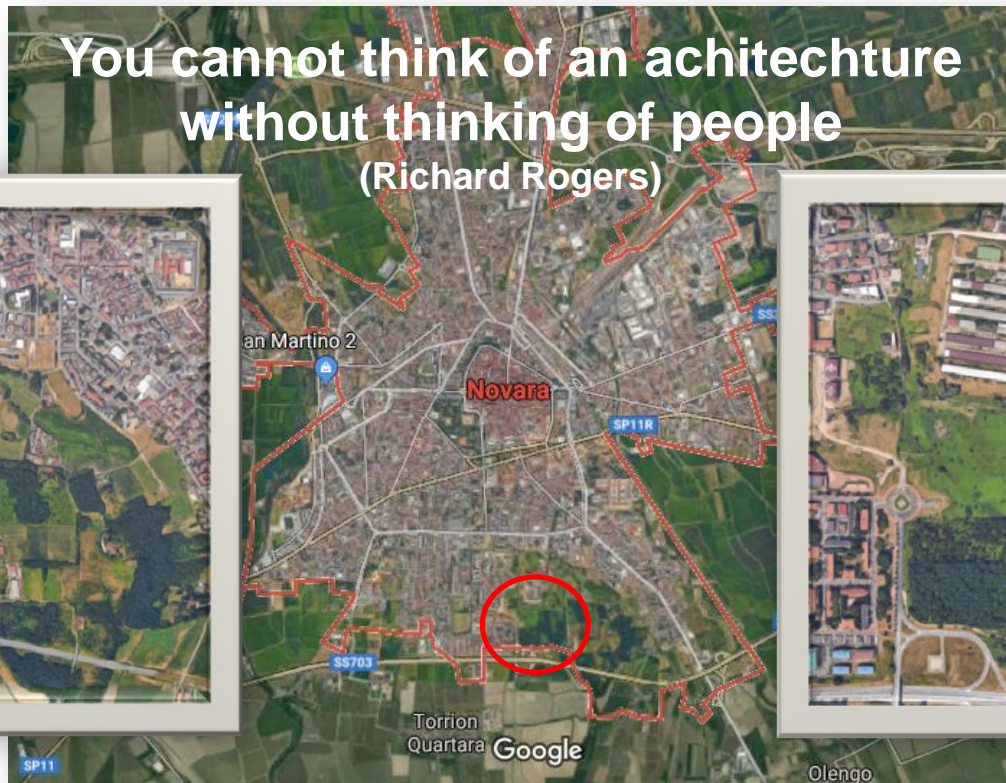 You cannot think of an achitechture
without thinking of people
(Richard Rogers)
an Martino 2
Novara
SP11R
SS703
Torrion
Quartara
Google
SP11
Olengo